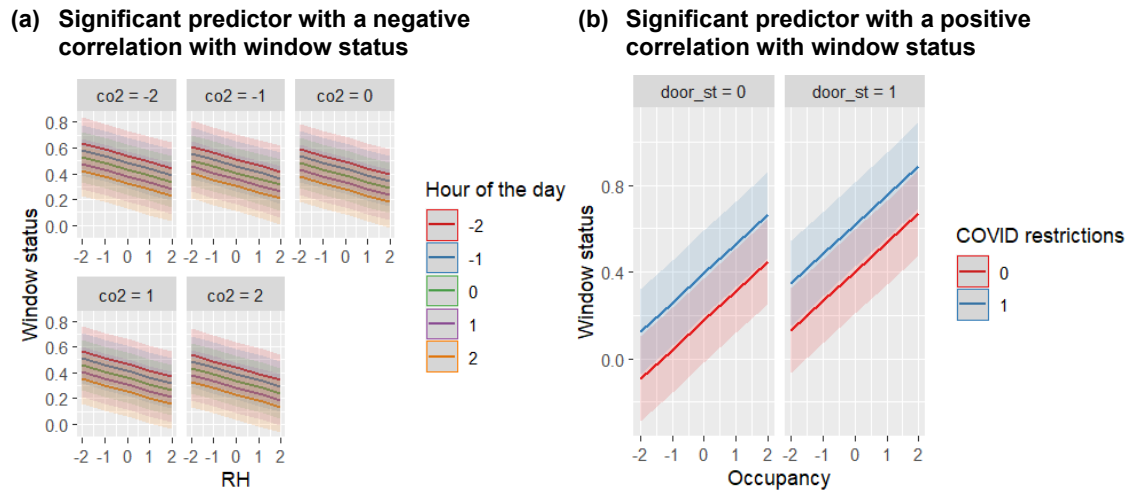 (a) Significant predictor with a negative
correlation with window status
co2 = -2 co2 = -1 co2 = 0
0.8
0.6
0.4
0.2
0.0
-2 -1 0 1 2 -2 -1 0 1 2
co2 = 1 co2 = 2
0.8
0.6
0.4
0.2
0.0
-2 -1 0 1 2 -2 -1 0 1 2
Window status
RH
Hour of the day
-2
-1
0
1
2
(b) Significant predictor with a positive
correlation with window status
door_st = 0 door_st = 1
0.8
0.4
0.0
-2 -1 0 1 2 -2 -1 0 1 2
Window status
Occupancy
COVID restrictions
0
1